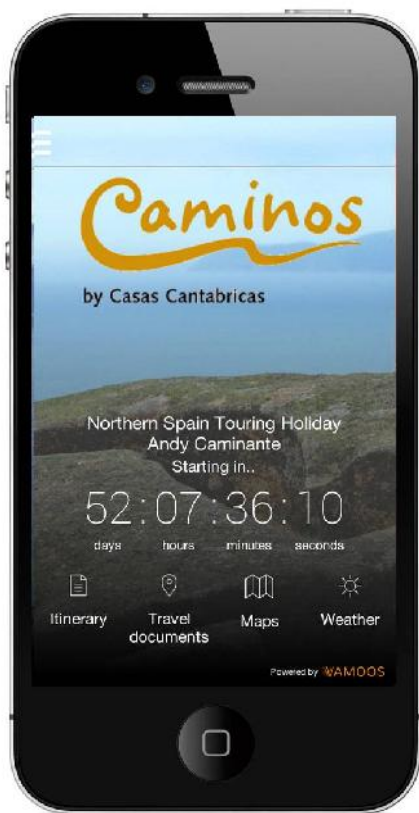 Caminos
by Casas Cantabricas
Northern Spain Touring Holiday
Andy Caminante
Starting in..
52:07:36:10
days hours minutes seconds
Itinerary Travel documents Maps Weather
Powered by VAMOOS